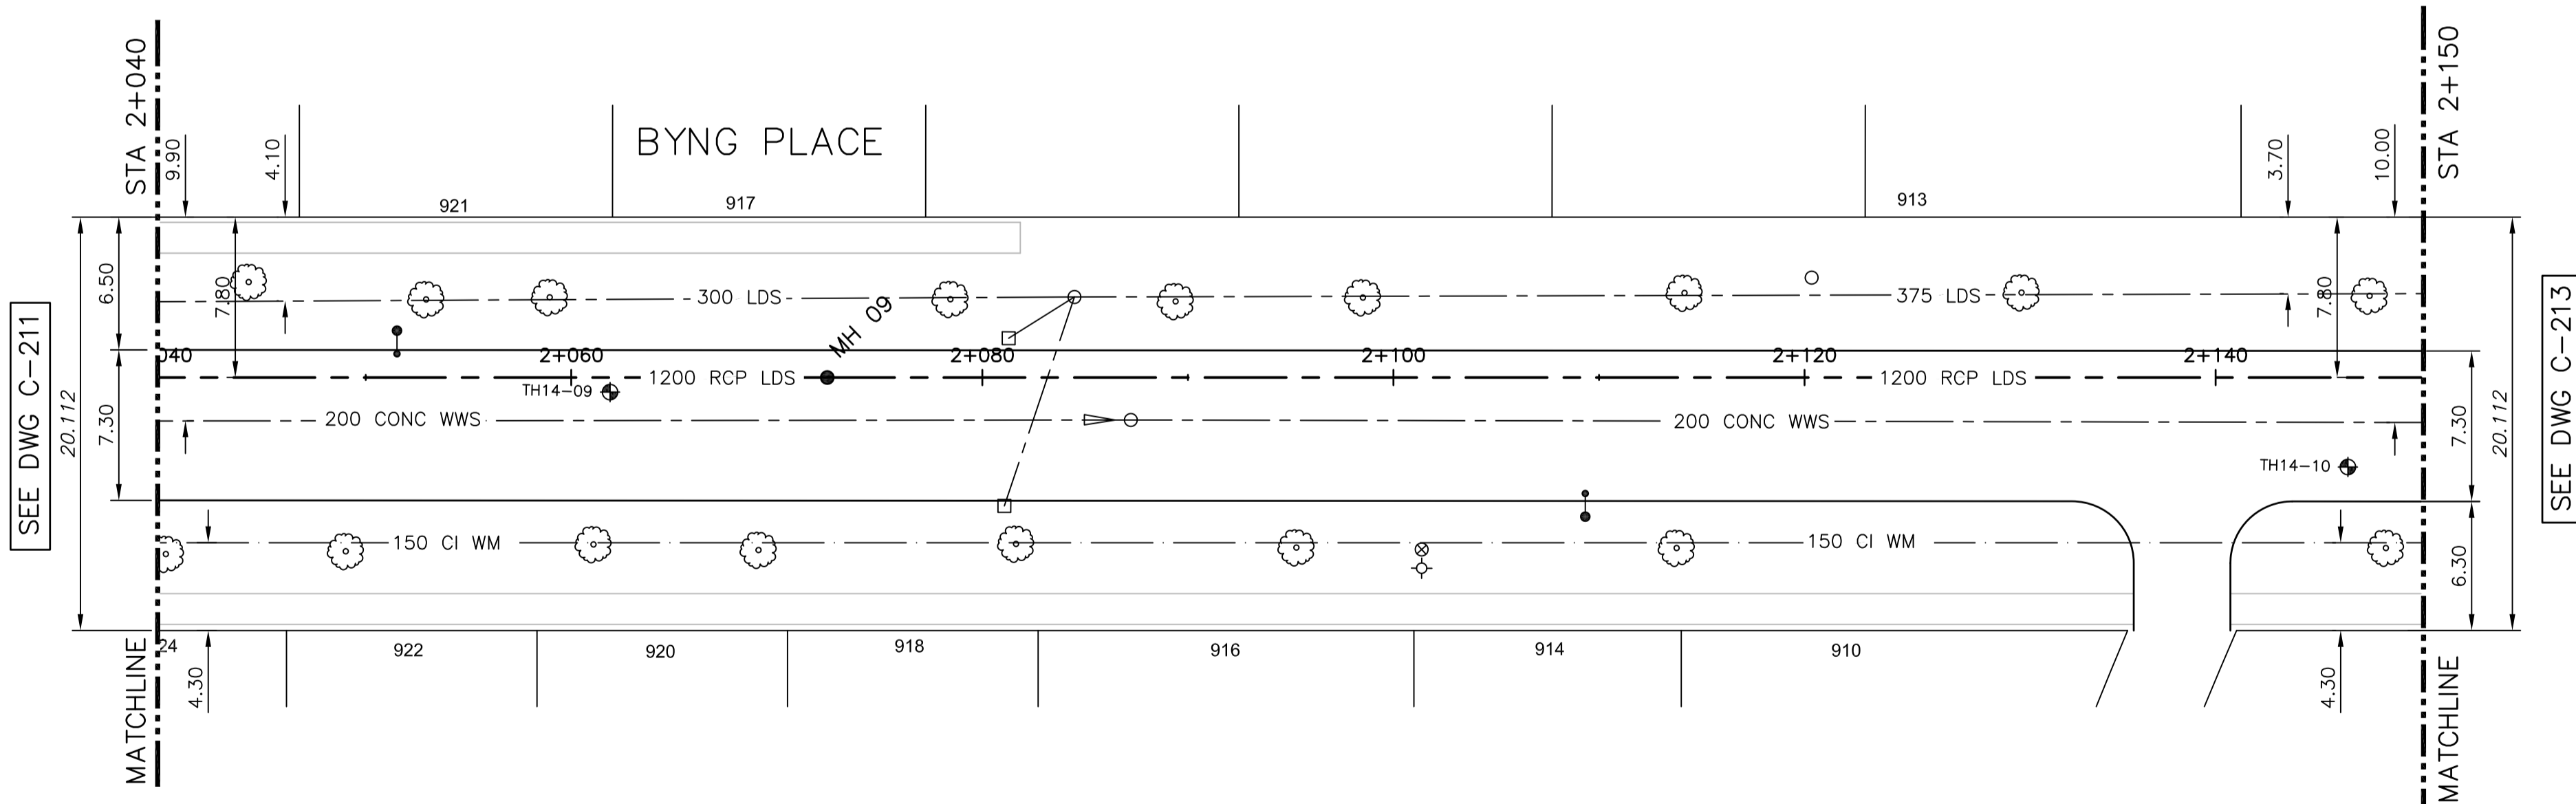 STA 2+040
STA 2+150
BYNG PLACE
9.90
4.10
3.70
10.00
921
917
913
6.50
7.80
7.80
300 LDS
375 LDS
MH 09
040
2+060
2+080
2+100
2+120
2+140
TH14-09
1200 RCP LDS
1200 RCP LDS
SEE DWG C-211
20.112
7.30
200 CONC WWS
200 CONC WWS
7.30
20.112
SEE DWG C-213
TH14-10
150 CI WM
150 CI WM
6.30
24
922
920
918
916
914
910
4.30
4.30
MATCHLINE
MATCHLINE